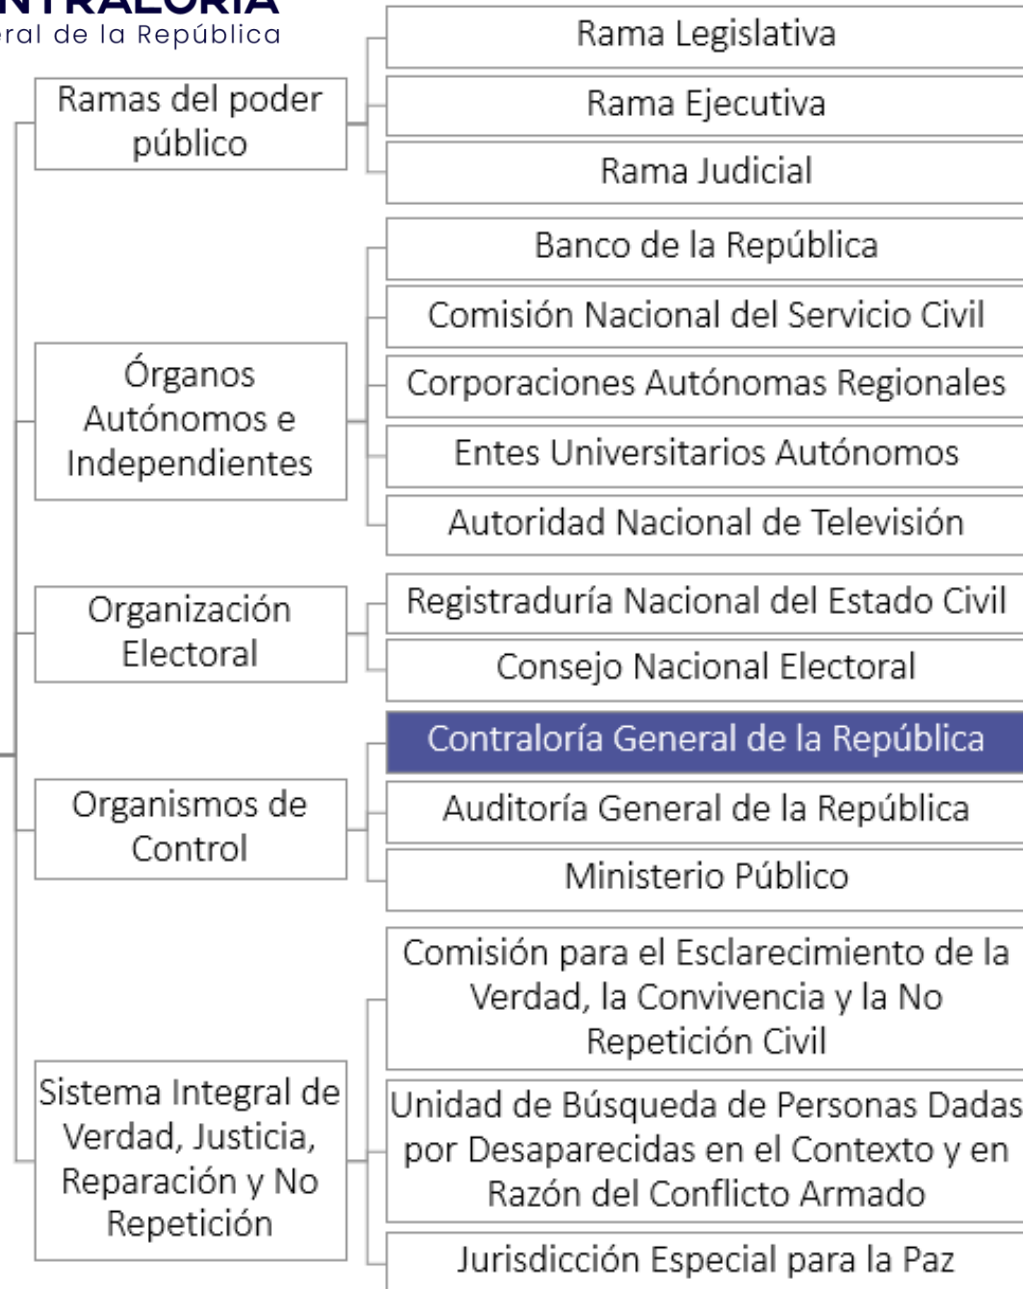 General de la República
Ramas del poder
público
Rama Legislativa
Rama Ejecutiva
Rama Judicial
Órganos
Autónomos e
Independientes
Banco de la República
Comisión Nacional del Servicio Civil
Corporaciones Autónomas Regionales
Entes Universitarios Autónomos
Autoridad Nacional de Televisión
Organización
Electoral
Registraduría Nacional del Estado Civil
Consejo Nacional Electoral
Organismos de
Control
Contraloría General de la República
Auditoría General de la República
Ministerio Público
Sistema Integral de
Verdad, Justicia,
Reparación y No
Repetición
Comisión para el Esclarecimiento de la
Verdad, la Convivencia y la No
Repetición Civil
Unidad de Búsqueda de Personas Dadas
por Desaparecidas en el Contexto y en
Razón del Conflicto Armado
Jurisdicción Especial para la Paz